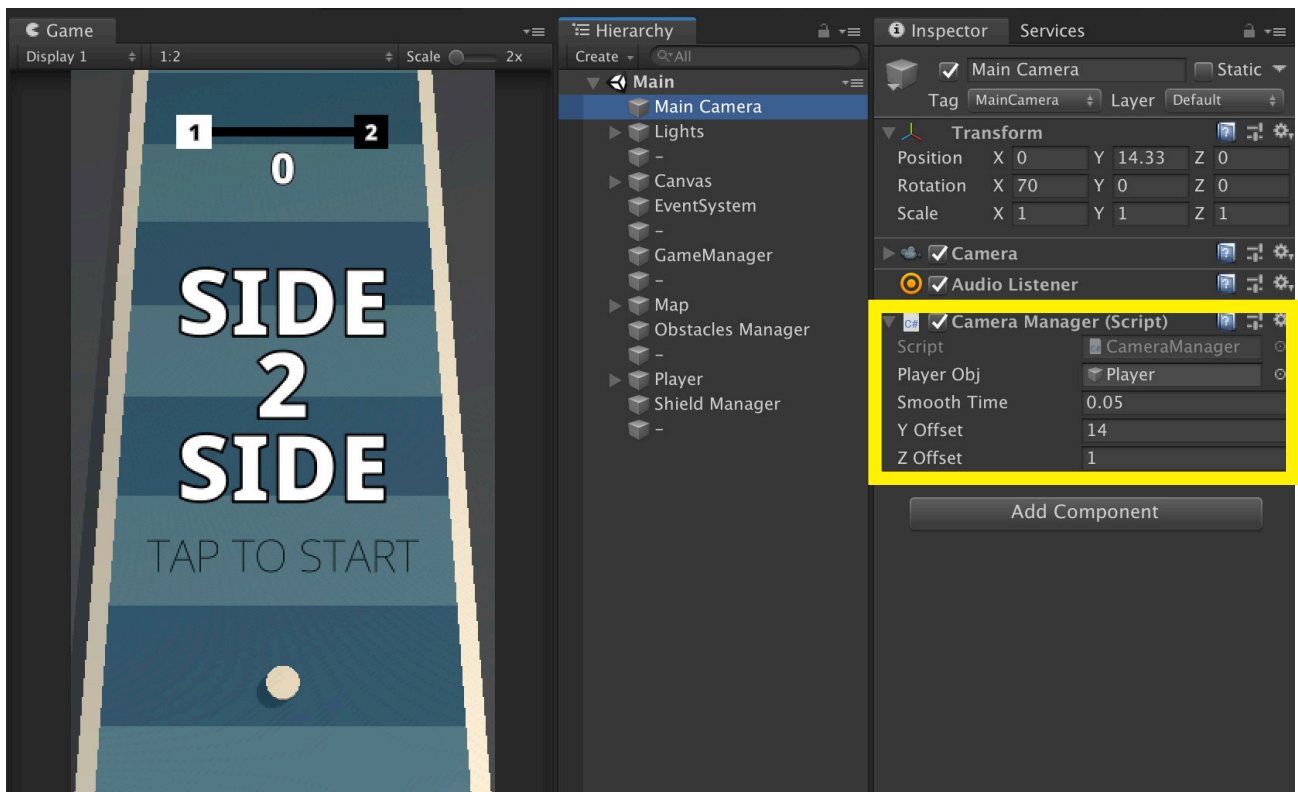 Game
Display 1
1:2
Scale
2x
1
2
0
SIDE
2
SIDE
TAP TO START
Hierarchy
Create
All
Main
Main Camera
Lights
-
Canvas
EventSystem
-
GameManager
-
Map
Obstacles Manager
-
Player
Shield Manager
-
Inspector
Services
Main Camera
Static
Tag MainCamera Layer Default
Transform
Position X 0 Y 14.33 Z 0
Rotation X 70 Y 0 Z 0
Scale X 1 Y 1 Z 1
Camera
Audio Listener
C# Camera Manager (Script)
Script CameraManager
Player Obj Player
Smooth Time 0.05
Y Offset 14
Z Offset 1
Add Component